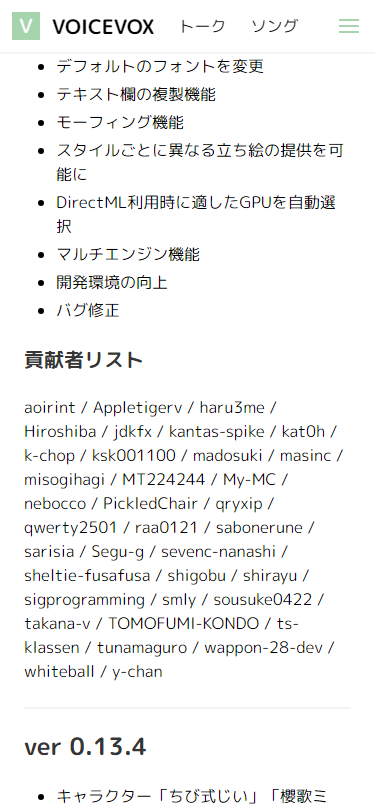 V VOICEVOX トーク ソング
デフォルトのフォントを変更
テキスト欄の複製機能
モーフィング機能
スタイルごとに異なる立ち絵の提供を可
能に
DirectML利用時に適したGPUを自動選
択
マルチエンジン機能
開発環境の向上
バグ修正
貢献者リスト
aoirint / Appletigerv / haru3me /
Hiroshiba / jdkfx / kantas-spike / kat0h /
k-chop / ksk001100 / madosuki / masinc /
misogihagi / MT224244 / My-MC /
nebocco / PickledChair / qryxip /
qwerty2501 / raa0121 / sabonerune /
sarisia / Segu-g / sevenc-nanashi /
sheltie-fusafusa / shigobu / shirayu /
sigprogramming / smly / sousuke0422 /
takana-v / TOMOFUMI-KONDO / ts-
klassen / tunamaguro / wappon-28-dev /
whiteball / y-chan
ver 0.13.4
キャラクター「ちび式じい」「櫻歌ミ